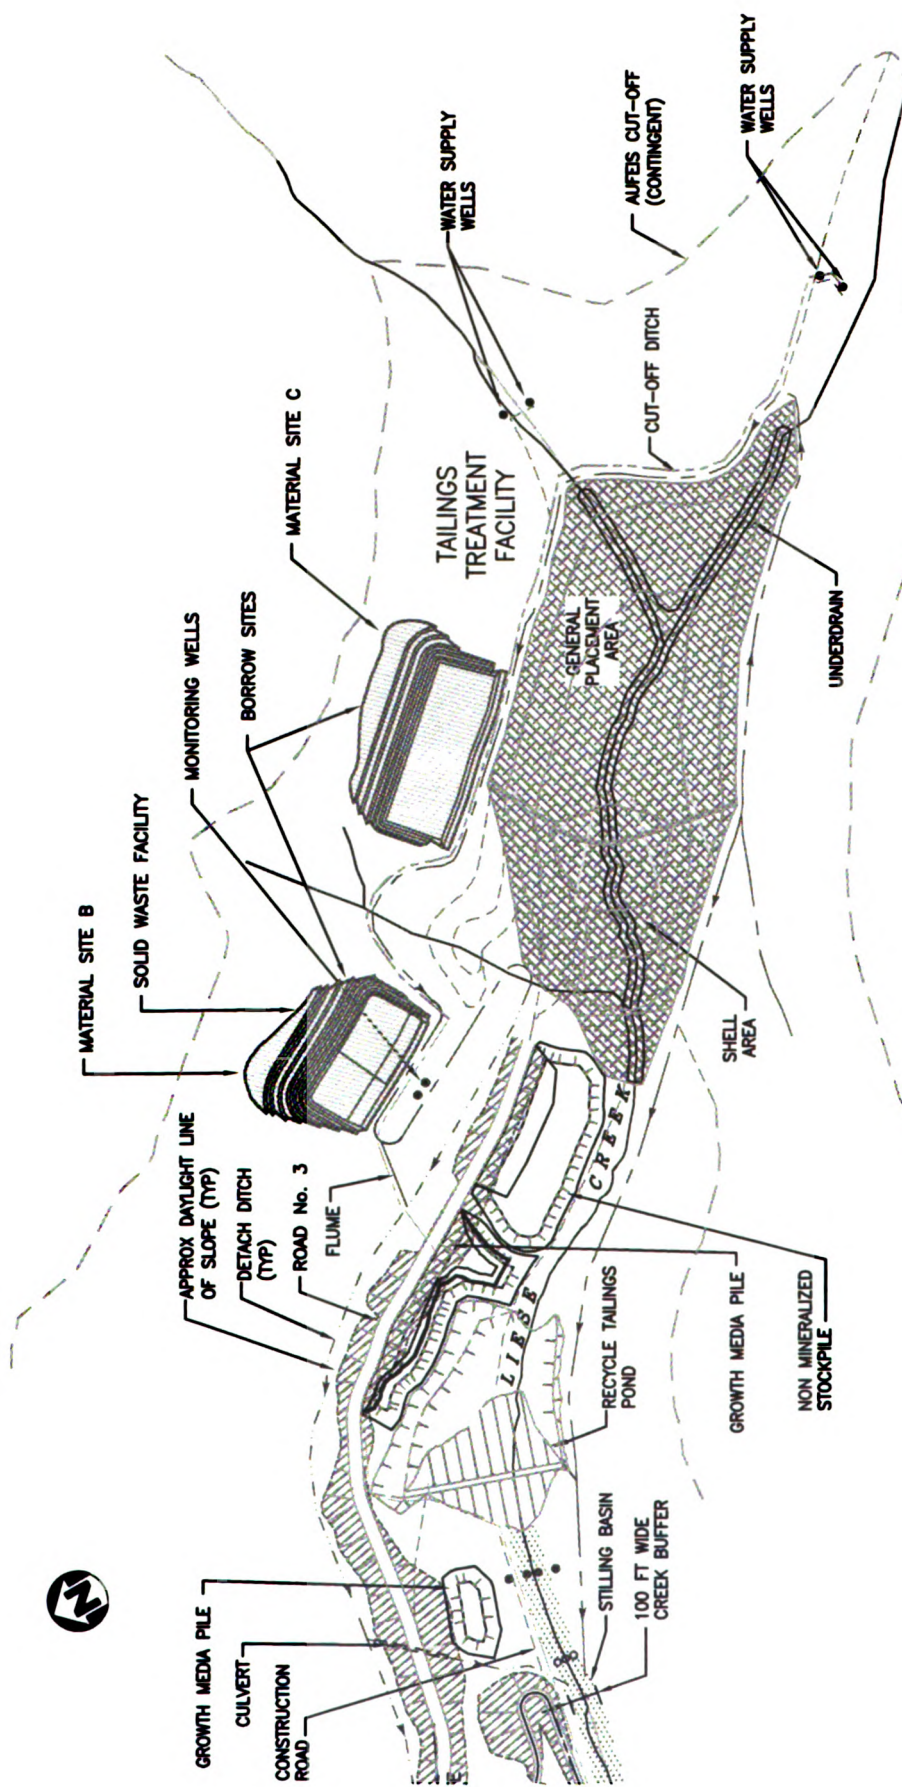 N
MATERIAL SITE B
SOLID WASTE FACILITY
MONITORING WELLS
BORROW SITES
MATERIAL SITE C
WATER SUPPLY
WELLS
TAILINGS
TREATMENT
FACILITY
AUFEIS CUT-OFF
(CONTINGENT)
WATER SUPPLY
WELLS
APPROX DAYLIGHT LINE
OF SLOPE (TYP)
DETACH DITCH
(TYP)
ROAD No. 3
FLUME
GROWTH MEDIA PILE
CULVERT
CONSTRUCTION
ROAD
LIESE CREEK
GENERAL
PLACEMENT
AREA
CUT-OFF DITCH
STILLING BASIN
100 FT WIDE
CREEK BUFFER
RECYCLE TAILINGS
POND
GROWTH MEDIA PILE
NON MINERALIZED
STOCKPILE
SHELL
AREA
UNDERDRAIN